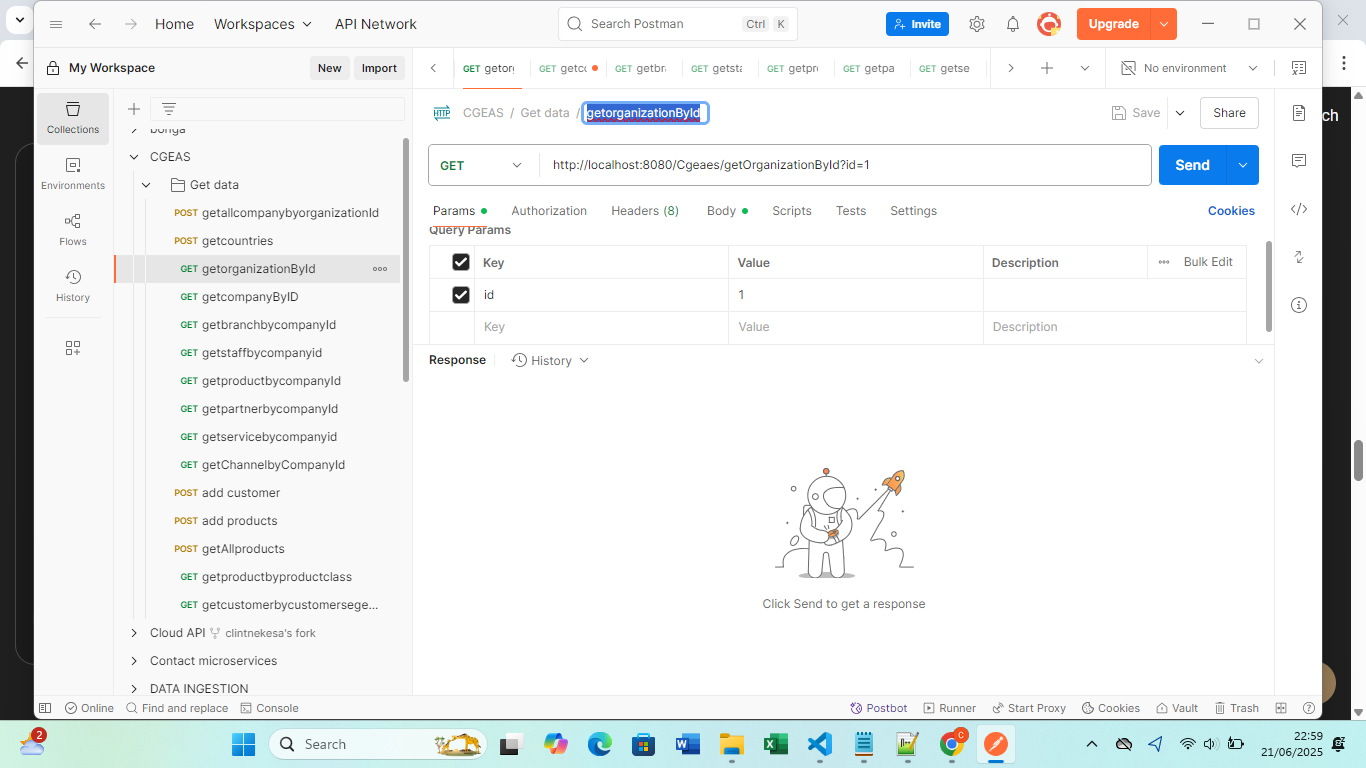 Home
Workspaces
API Network
Search Postman
Ctrl
K
Invite
Upgrade
My Workspace
New
Import
GET getorg
GET getco
GET getbra
GET getsta
GET getpro
GET getpa
GET getse
No environment
ch
Collections
Environments
Flows
History
bonga
CGEAS
Get data
POST getallcompanybyorganizationId
POST getcountries
GET getorganizationById
GET getcompanyByID
GET getbranchbycompanyId
GET getstaffbycompanyid
GET getproductbycompanyId
GET getpartnerbycompanyId
GET getservicebycompanyid
GET getChannelbyCompanyId
POST add customer
POST add products
POST getAllproducts
GET getproductbyproductclass
GET getcustomerbycustomersege...
Cloud API clintnekesa's fork
Contact microservices
DATA INGESTION
HTTP CGEAS / Get data / getorganizationById
Save
Share
GET
http://localhost:8080/Cgeaes/getOrganizationById?id=1
Send
Params
Authorization
Headers (8)
Body
Scripts
Tests
Settings
Cookies
Query Params
Key Value Description Bulk Edit
id 1
Key Value Description
Response
History
Click Send to get a response
Online
Find and replace
Console
Postbot
Runner
Start Proxy
Cookies
Vault
Trash
2
Search
C
22:59
21/06/2025